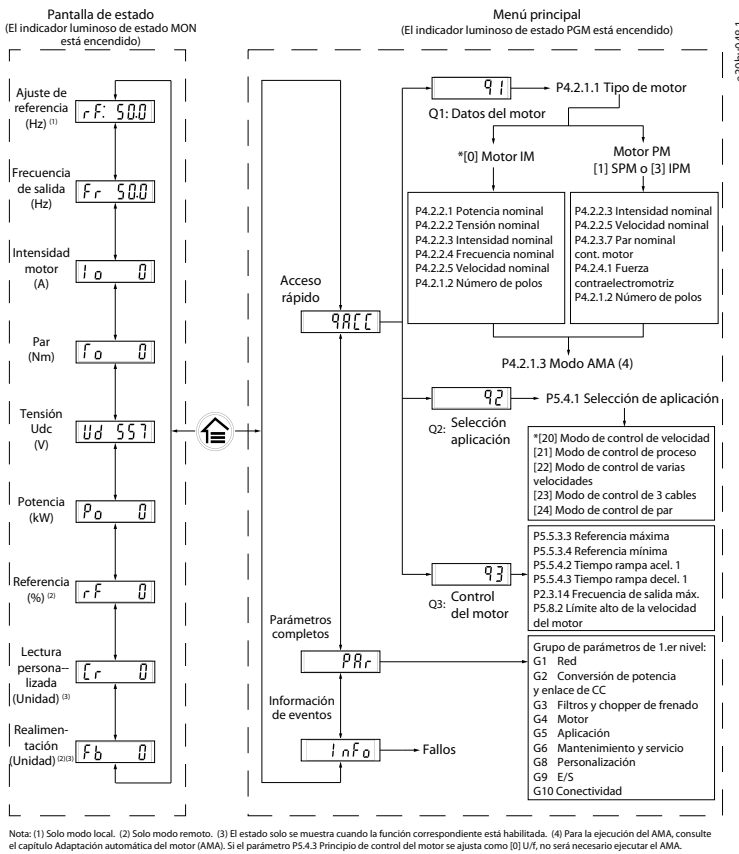 Pantalla de estado
(El indicador luminoso de estado MON
está encendido)
Menú principal
(El indicador luminoso de estado PGM está encendido)
Ajuste de
referencia
(Hz) (1)
rF: 50.0
Frecuencia
de salida
(Hz)
Fr 50.0
Intensidad
motor
(A)
Io 0
Par
(Nm)
To 0
Tensión
Udc
(V)
Ud 557
Potencia
(kW)
Po 0
Referencia
(%) (2)
rF 0
Lectura
persona--
lizada
(Unidad) (3)
Cr 0
Realimen-
tación
(Unidad) (2)(3)
Fb 0
Acceso
rápido
qACC
Parámetros
completos
PAr
Información
de eventos
InFo
Fallos
q1
Q1: Datos del motor
P4.2.1.1 Tipo de motor
*[0] Motor IM
Motor PM
[1] SPM o [3] IPM
P4.2.2.1 Potencia nominal
P4.2.2.2 Tensión nominal
P4.2.2.3 Intensidad nominal
P4.2.2.4 Frecuencia nominal
P4.2.2.5 Velocidad nominal
P4.2.1.2 Número de polos
P4.2.2.3 Intensidad nominal
P4.2.2.5 Velocidad nominal
P4.2.3.7 Par nominal
cont. motor
P4.2.4.1 Fuerza
contraelectromotriz
P4.2.1.2 Número de polos
P4.2.1.3 Modo AMA (4)
q2
Q2: Selección
aplicación
P5.4.1 Selección de aplicación
*[20] Modo de control de velocidad
[21] Modo de control de proceso
[22] Modo de control de varias
velocidades
[23] Modo de control de 3 cables
[24] Modo de control de par
q3
Q3: Control
del motor
P5.5.3.3 Referencia máxima
P5.5.3.4 Referencia mínima
P5.5.4.2 Tiempo rampa acel. 1
P5.5.4.3 Tiempo rampa decel. 1
P2.3.14 Frecuencia de salida máx.
P5.8.2 Límite alto de la velocidad
del motor
Grupo de parámetros de 1.er nivel:
G1 Red
G2 Conversión de potencia
y enlace de CC
G3 Filtros y chopper de frenado
G4 Motor
G5 Aplicación
G6 Mantenimiento y servicio
G8 Personalización
G9 E/S
G10 Conectividad
Nota: (1) Solo modo local. (2) Solo modo remoto. (3) El estado solo se muestra cuando la función correspondiente está habilitada. (4) Para la ejecución del AMA, consulte
el capítulo Adaptación automática del motor (AMA). Si el parámetro P5.4.3 Principio de control del motor se ajusta como [0] U/f, no será necesario ejecutar el AMA.